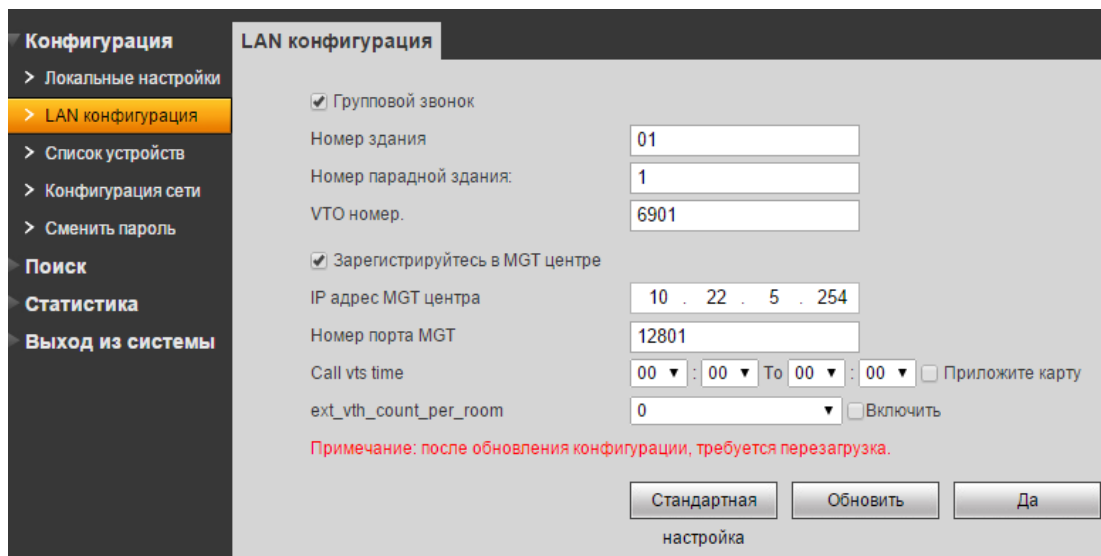 Конфигурация
LAN конфигурация
> Локальные настройки
> LAN конфигурация
> Список устройств
> Конфигурация сети
> Сменить пароль
Поиск
Статистика
Выход из системы
Групповой звонок
Номер здания 01
Номер парадной здания: 1
VTO номер. 6901
Зарегистрируйтесь в MGT центре
IP адрес MGT центра 10 . 22 . 5 . 254
Номер порта MGT 12801
Call vts time 00 : 00 To 00 : 00 Приложите карту
ext_vth_count_per_room 0 Включить
Примечание: после обновления конфигурации, требуется перезагрузка.
Стандартная Обновить Да
настройка